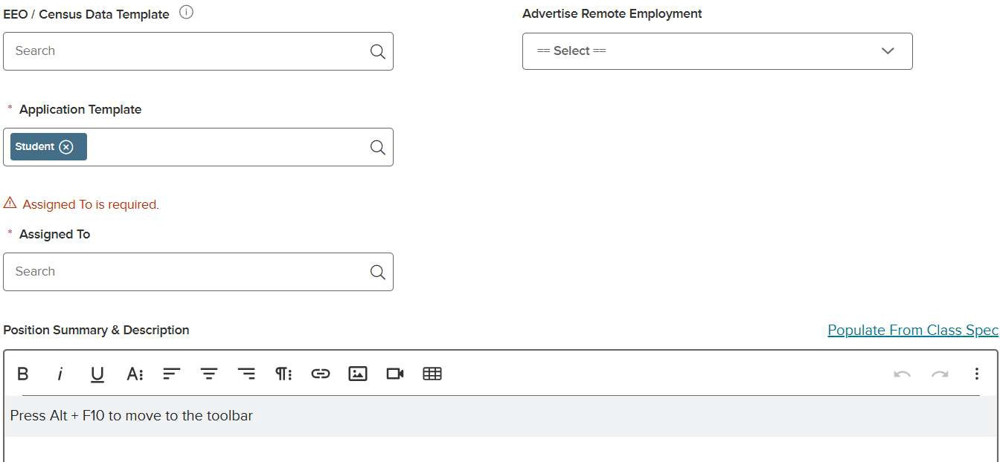 EEO / Census Data Template
Advertise Remote Employment
Search
== Select ==
* Application Template
Student
Assigned To is required.
* Assigned To
Search
Position Summary & Description
Populate From Class Spec
B i U A
Press Alt + F10 to move to the toolbar